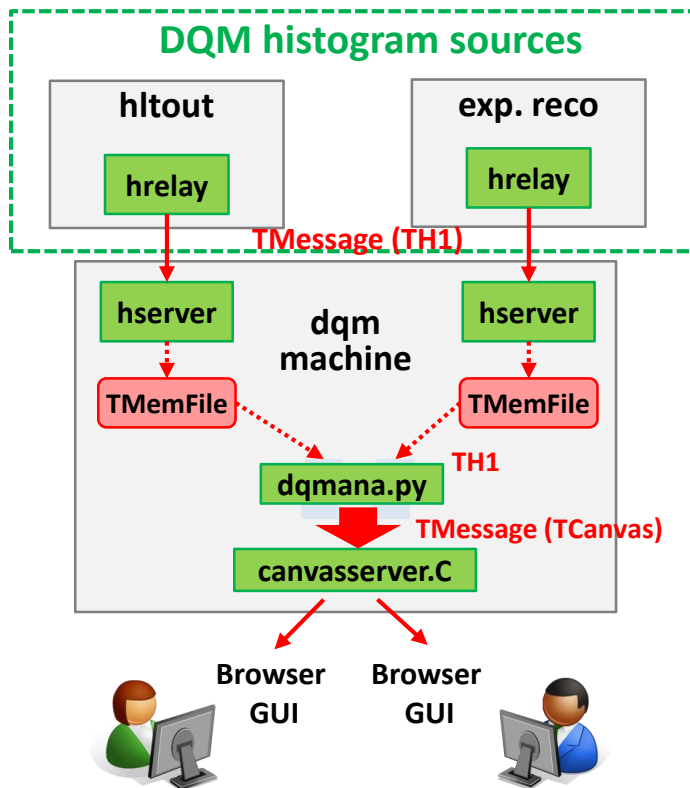 DQM histogram sources
hltout
exp. reco
hrelay
hrelay
TMessage (TH1)
hserver
hserver
dqm
machine
TMemFile
TMemFile
TH1
dqmana.py
TMessage (TCanvas)
canvasserver.C
Browser
GUI
Browser
GUI